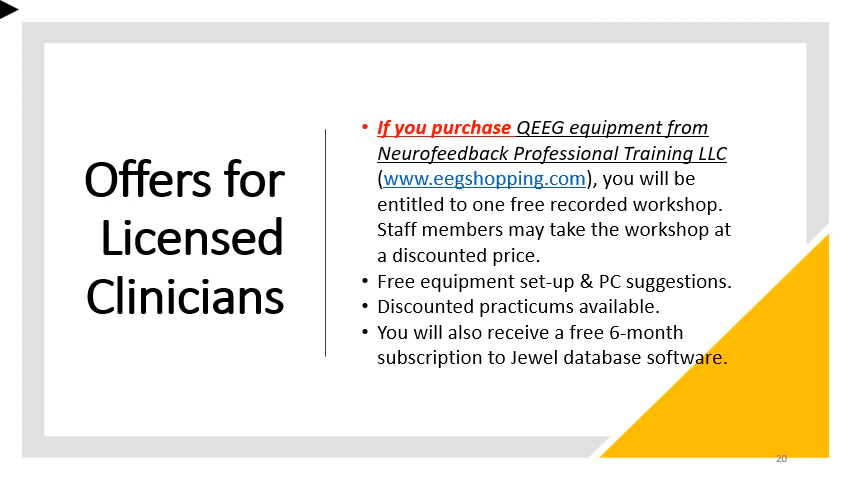 Offers for
Licensed
Clinicians
• If you purchase QEEG equipment from
Neurofeedback Professional Training LLC
(www.eegshopping.com), you will be
entitled to one free recorded workshop.
Staff members may take the workshop at
a discounted price.
• Free equipment set-up & PC suggestions.
• Discounted practicums available.
• You will also receive a free 6-month
subscription to Jewel database software.
20